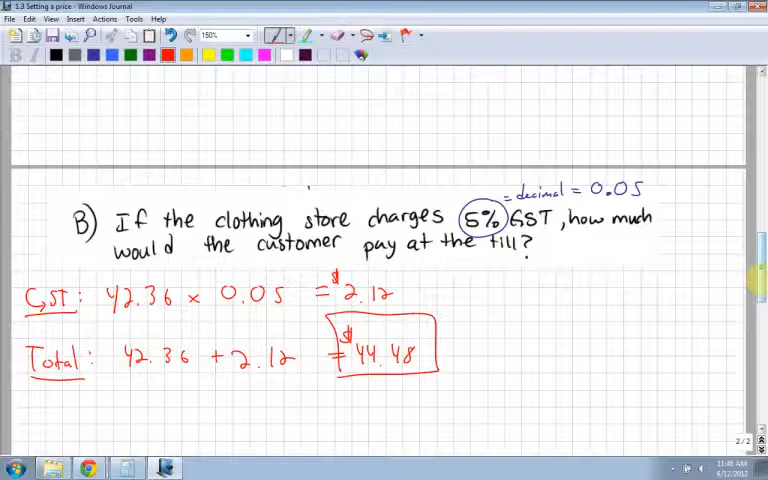 1.3 Setting a price - Windows Journal
File Edit View Insert Actions Tools Help
150%
B I
= decimal = 0.05
B) If the clothing store charges 5% GST, how much
would the customer pay at the till?
GST: 42.36 x 0.05 = $2.12
Total: 42.36 + 2.12 = $44.48
2/2
11:46 AM
6/12/2012